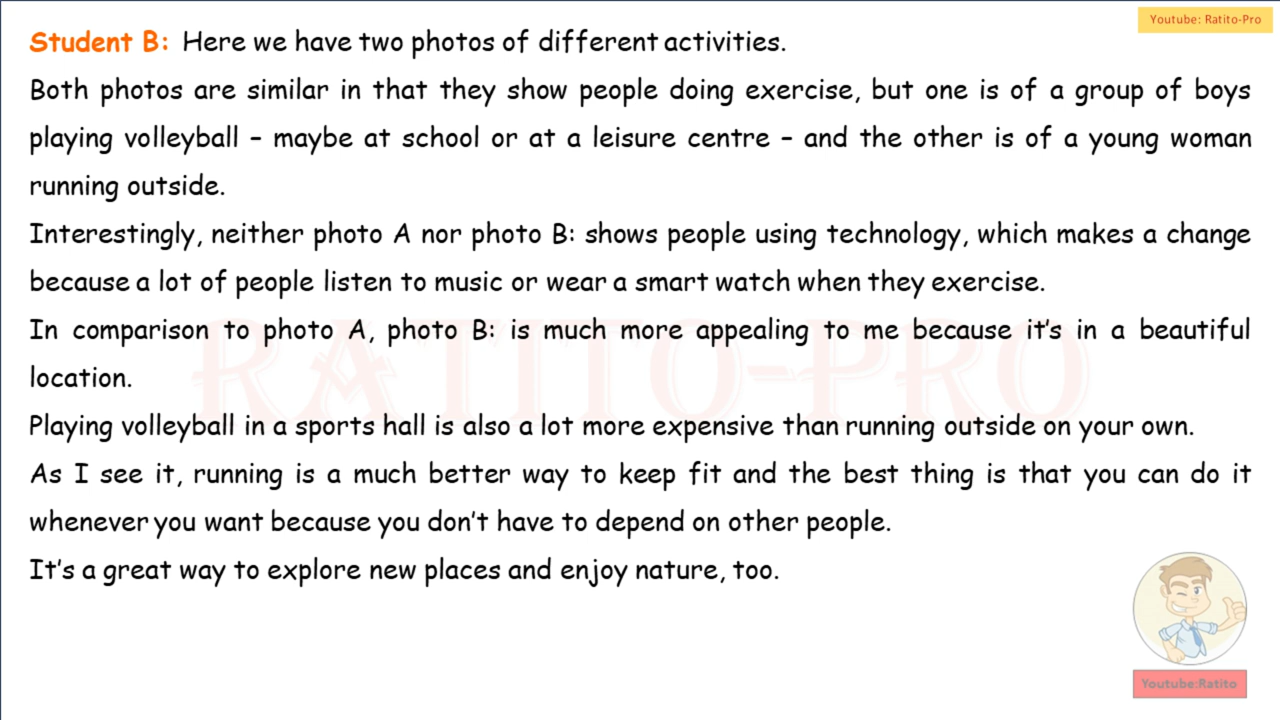 Youtube: Ratito-Pro
Student B: Here we have two photos of different activities.
Both photos are similar in that they show people doing exercise, but one is of a group of boys
playing volleyball – maybe at school or at a leisure centre – and the other is of a young woman
running outside.
Interestingly, neither photo A nor photo B: shows people using technology, which makes a change
because a lot of people listen to music or wear a smart watch when they exercise.
In comparison to photo A, photo B: is much more appealing to me because it's in a beautiful
location.
RATITO-PRO
Playing volleyball in a sports hall is also a lot more expensive than running outside on your own.
As I see it, running is a much better way to keep fit and the best thing is that you can do it
whenever you want because you don't have to depend on other people.
It's a great way to explore new places and enjoy nature, too.
Youtube:Ratito